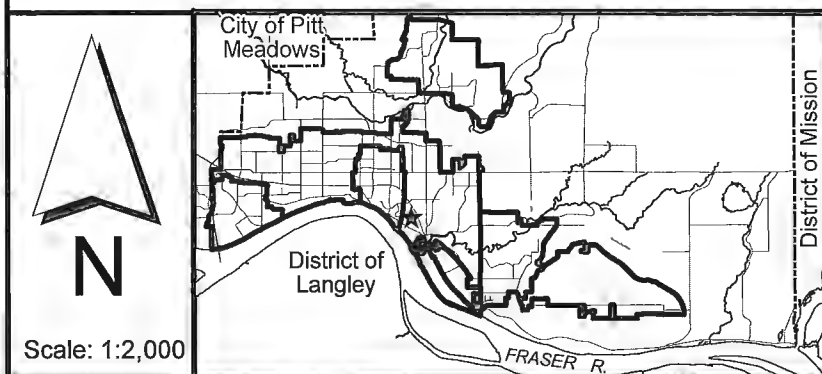 City of Pitt
Meadows
District of Mission
District of
Langley
N
Scale: 1:2,000
FRASER R.